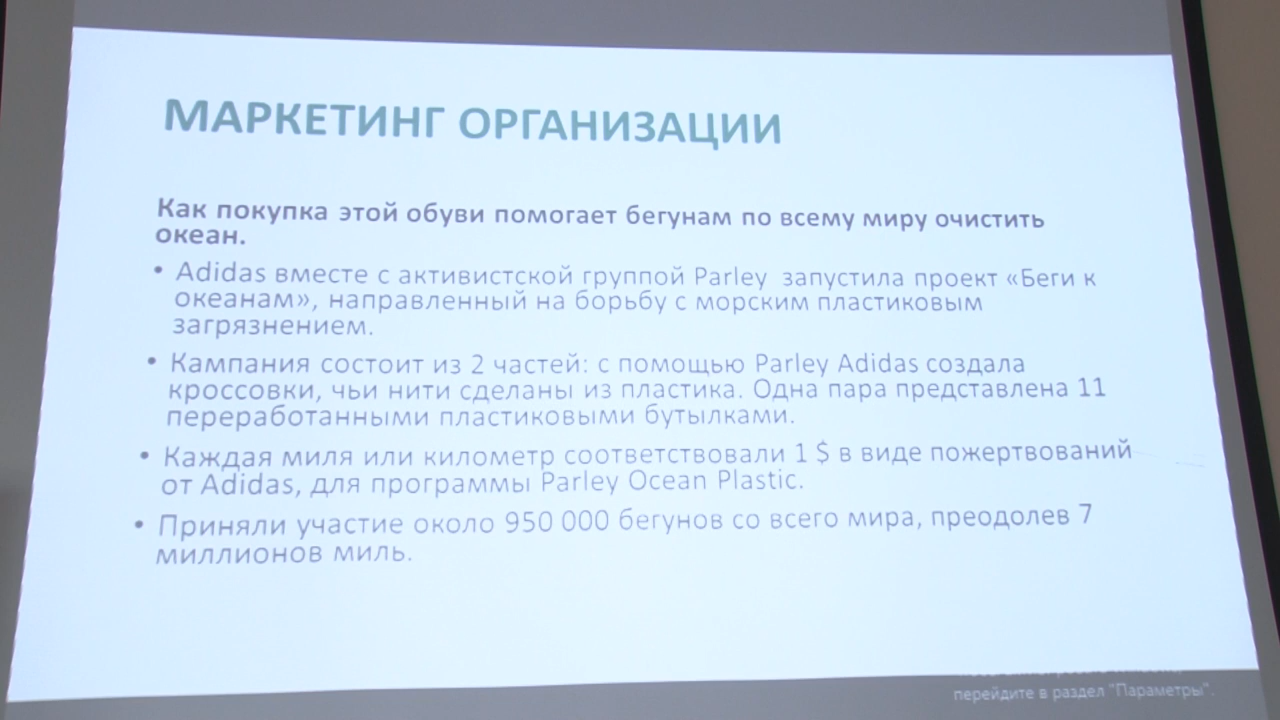 МАРКЕТИНГ ОРГАНИЗАЦИИ
Как покупка этой обуви помогает бегунам по всему миру очистить
океан.
• Adidas вместе с активистской группой Parley запустила проект «Беги к
океанам», направленный на борьбу с морским пластиковым
загрязнением.
• Кампания состоит из 2 частей: с помощью Parley Adidas создала
кроссовки, чьи нити сделаны из пластика. Одна пара представлена 11
переработанными пластиковыми бутылками.
• Каждая миля или километр соответствовали 1 $ в виде пожертвований
от Adidas, для программы Parley Ocean Plastic.
• Приняли участие около 950 000 бегунов со всего мира, преодолев 7
миллионов миль.
перейдите в раздел "Параметры".